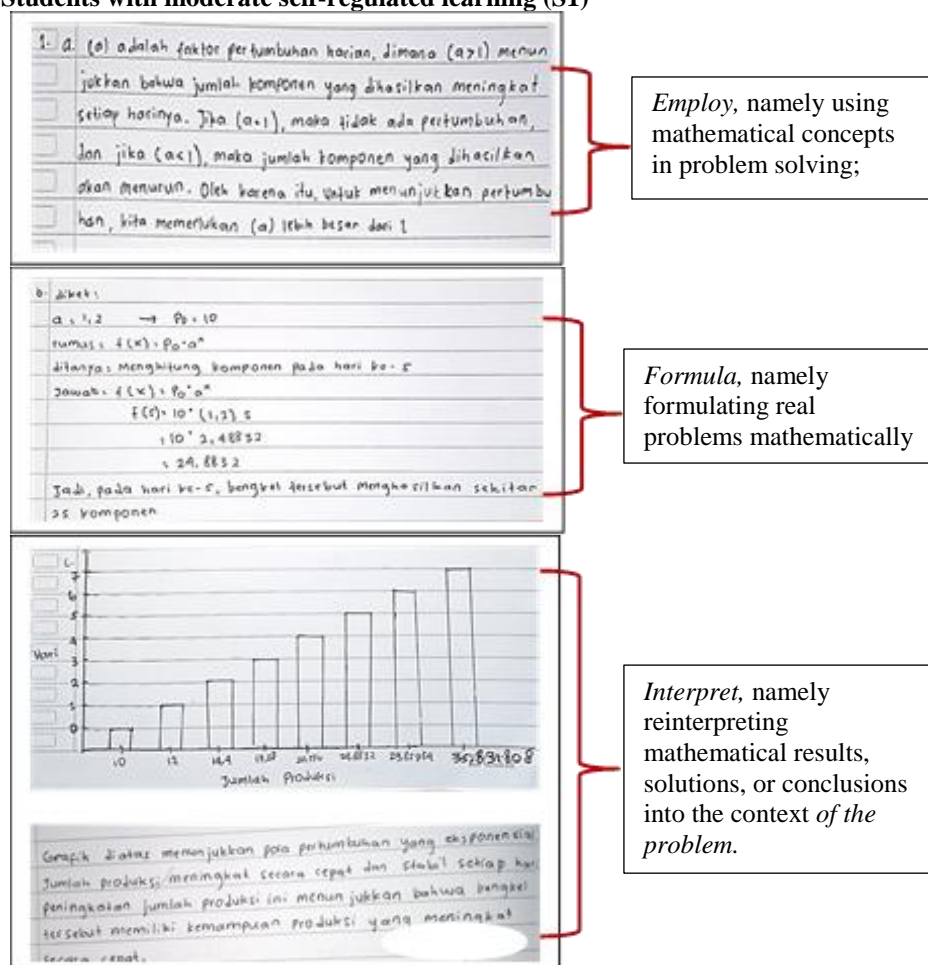 Students with moderate self-regulated learning (S1)
1. a. (a) adalah faktor pertumbuhan harian, dimana (a>1) menun
jukkan bahwa jumlah komponen yang dihasilkan meningkat
setiap harinya. Jika (a=1), maka tidak ada pertumbuhan,
dan jika (a<1), maka jumlah komponen yang dihasilkan
akan menurun. Oleh karena itu, untuk menunjukkan pertumbu
han, kita memerlukan (a) lebih besar dari 1
Employ, namely using
mathematical concepts
in problem solving;
b. diket:
a = 1,2 → P₀ = 10
rumus = f(x) = P₀·aˣ
ditanya: Menghitung komponen pada hari ke-5
Jawab = f(x) = P₀·aˣ
f(5) = 10·(1,2)5
= 10·2,48832
= 24,8832
Jadi, pada hari ke-5, bengkel tersebut menghasilkan sekitar
25 komponen
Formula, namely
formulating real
problems mathematically
c.
7
6
5
4
Hari 3
2
1
0
10 12 14,4 24,8832 35,831808
Jumlah Produksi
Grafik diatas menunjukkan pola pertumbuhan yang eksponensial
Jumlah produksi meningkat secara cepat dan stabil setiap hari
peningkatan jumlah produksi ini menunjukkan bahwa bengkel
tersebut memiliki kemampuan produksi yang meningkat
secara cepat.
Interpret, namely
reinterpreting
mathematical results,
solutions, or conclusions
into the context of the
problem.